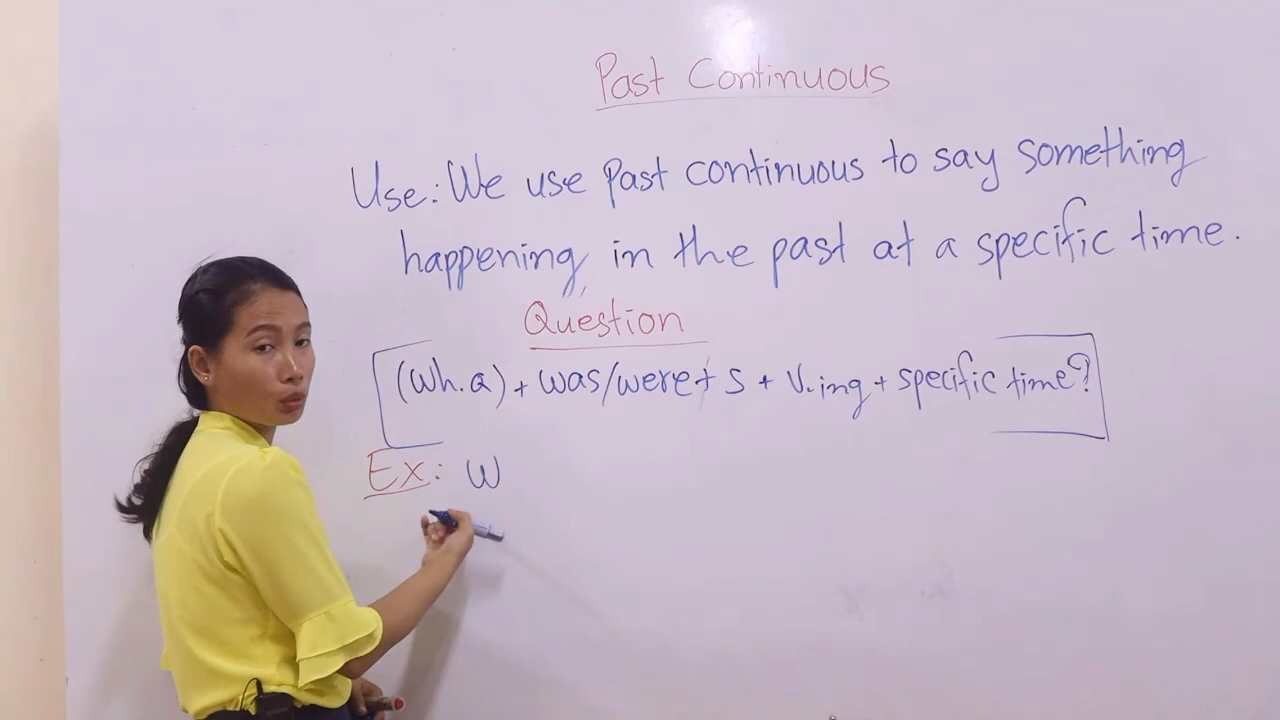 Past Continuous
Use: We use Past continuous to say something
happening in the past at a specific time.
Question
(Wh.Q) + was/were + S + V.ing + specific time?
Ex: W